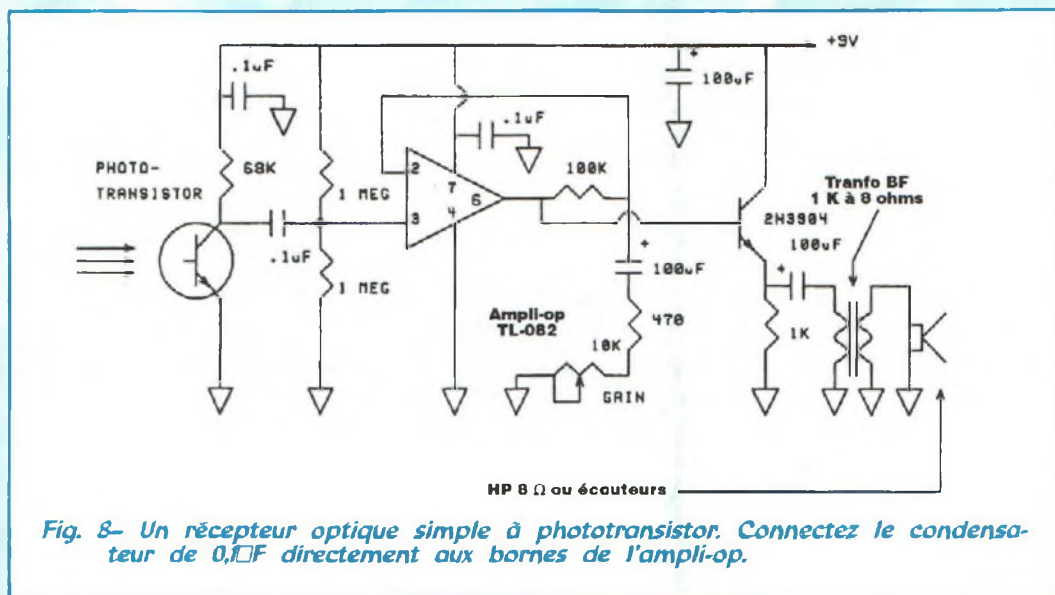 +9V
.1uF
100uF
.1uF
PHOTO-
TRANSISTOR
68K
1 MEG
2
7
6
3
4
100K
Tranfo BF
1 K à 8 ohms
2N3904
100uF
.1uF
1 MEG
100uF
Ampli-op
TL-082
470
10K
1K
GAIN
HP 8 Ω ou écouteurs
Fig. 8– Un récepteur optique simple à phototransistor. Connectez le condensa-
teur de 0,1□F directement aux bornes de l'ampli-op.